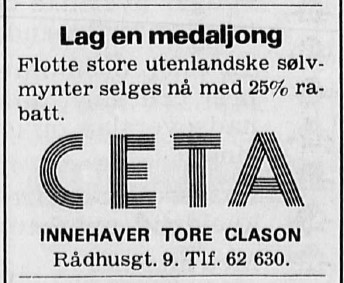 Lag en medaljong
Flotte store utenlandske sølv-
mynter selges nå med 25% ra-
batt.
CETA
INNEHAVER TORE CLASON
Rådhusgt. 9. Tlf. 62 630.